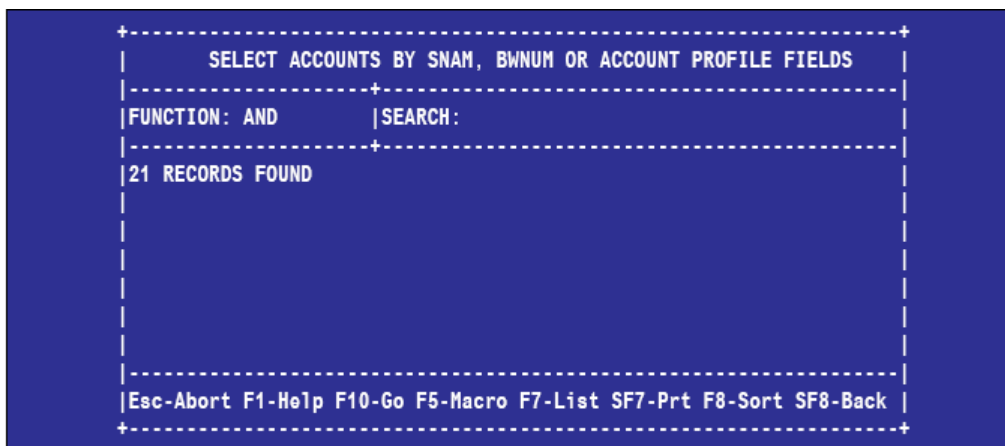 SELECT ACCOUNTS BY SNAM, BWNUM OR ACCOUNT PROFILE FIELDS
FUNCTION: AND |SEARCH:
21 RECORDS FOUND
Esc-Abort F1-Help F10-Go F5-Macro F7-List SF7-Prt F8-Sort SF8-Back